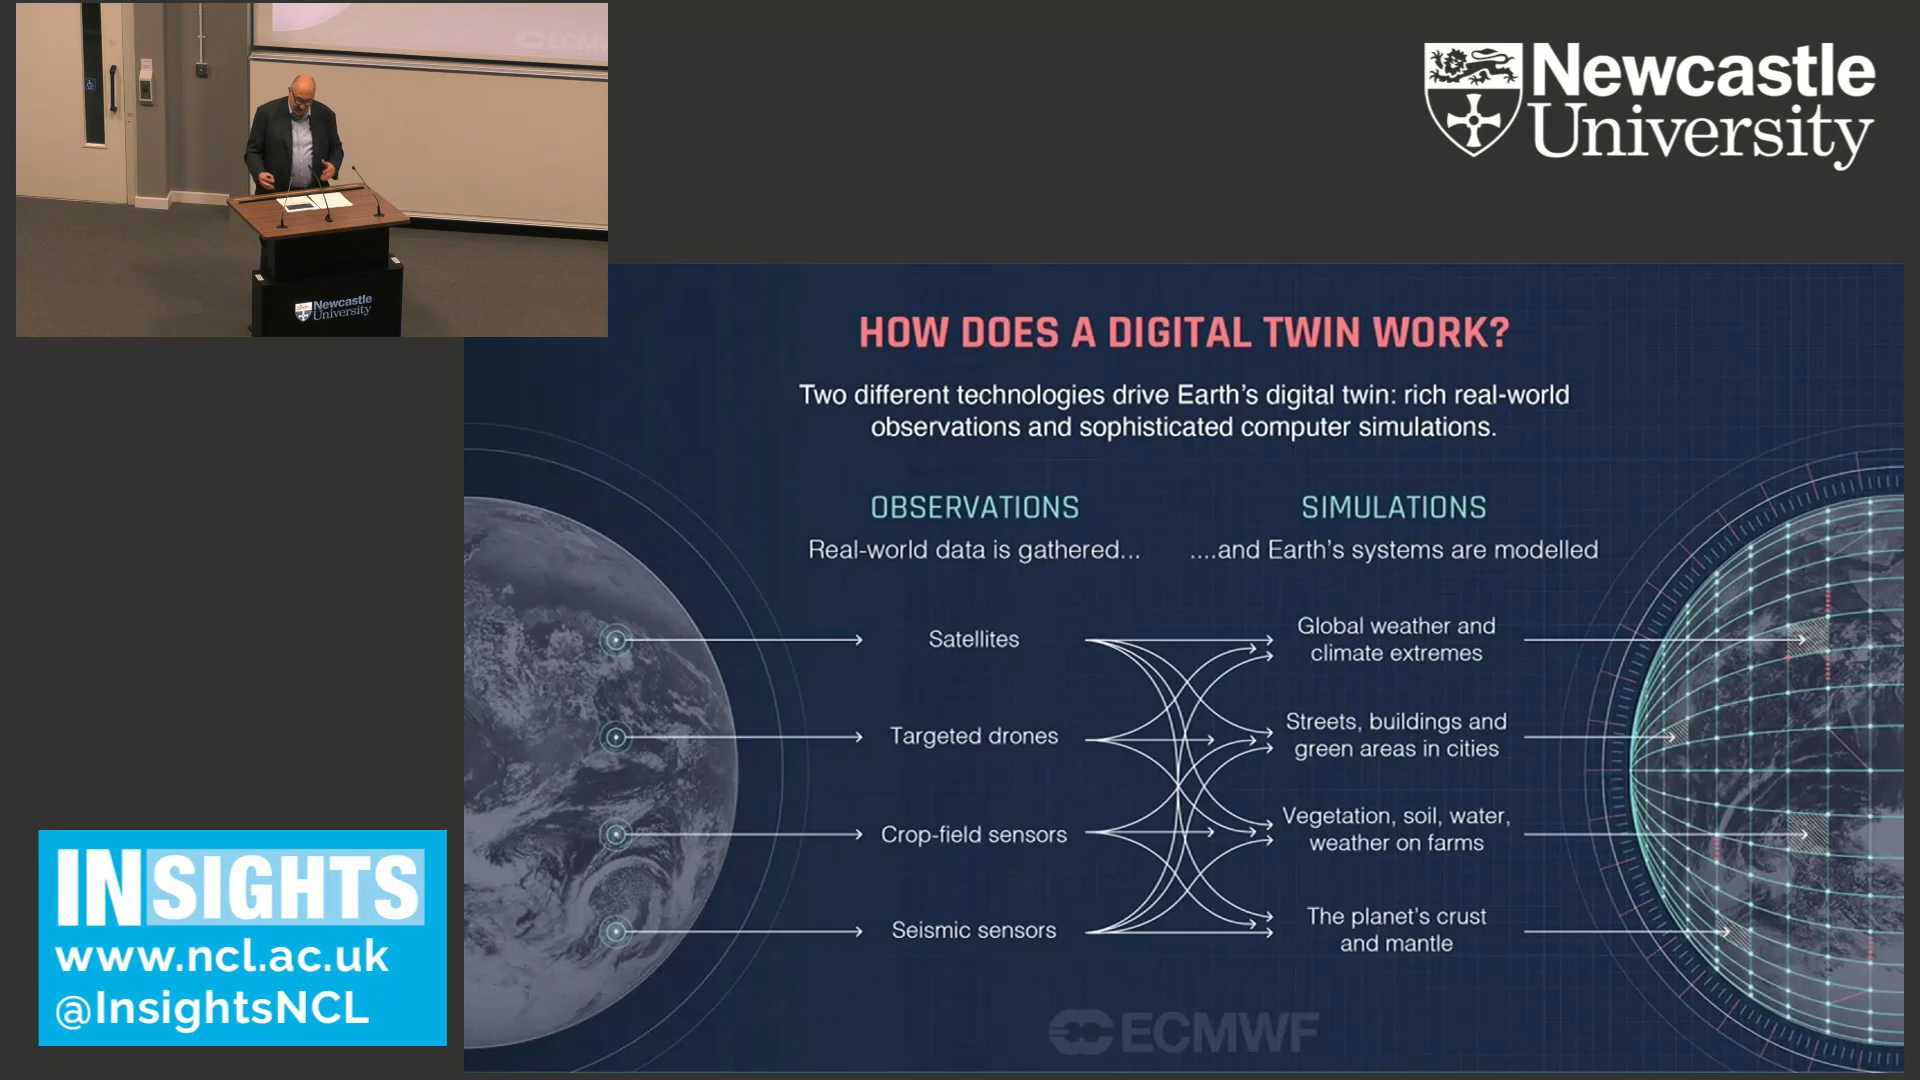 ECMWF
Newcastle
University
Newcastle
University
HOW DOES A DIGITAL TWIN WORK?
Two different technologies drive Earth's digital twin: rich real-world
observations and sophisticated computer simulations.
OBSERVATIONS
Real-world data is gathered...
SIMULATIONS
....and Earth's systems are modelled
Satellites
Targeted drones
Crop-field sensors
Seismic sensors
Global weather and
climate extremes
Streets, buildings and
green areas in cities
Vegetation, soil, water,
weather on farms
The planet's crust
and mantle
ECMWF
INSIGHTS
www.ncl.ac.uk
@InsightsNCL